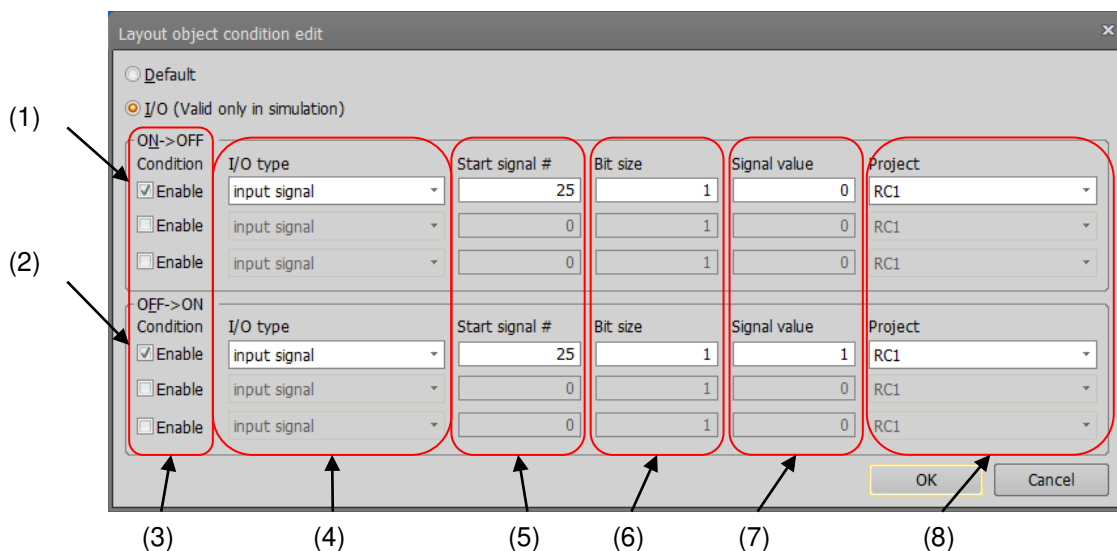 Layout object condition edit
Default
I/O (Valid only in simulation)
(1)
ON->OFF
Condition I/O type Start signal # Bit size Signal value Project
Enable input signal 25 1 0 RC1
Enable input signal 0 1 0 RC1
(2)
Enable input signal 0 1 0 RC1
OFF->ON
Condition I/O type Start signal # Bit size Signal value Project
Enable input signal 25 1 1 RC1
Enable input signal 0 1 0 RC1
Enable input signal 0 1 0 RC1
OK Cancel
(3) (4) (5) (6) (7) (8)